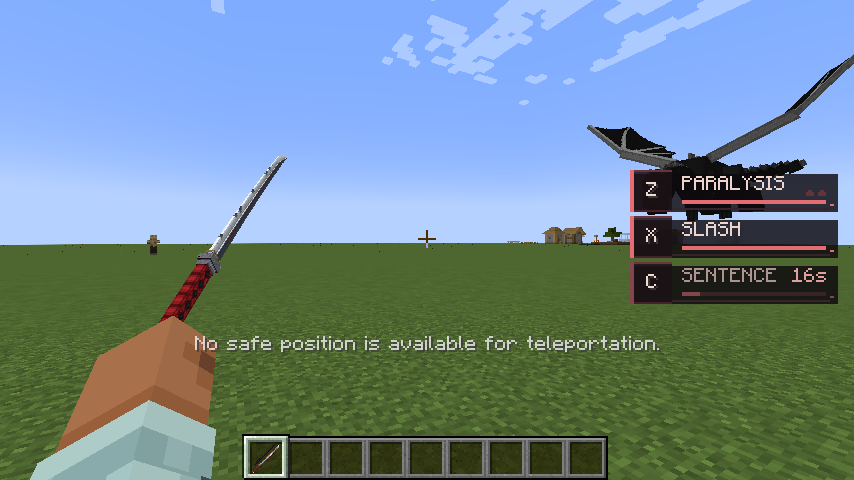 Z PARALYSIS
X SLASH
C SENTENCE 16s
No safe position is available for teleportation.